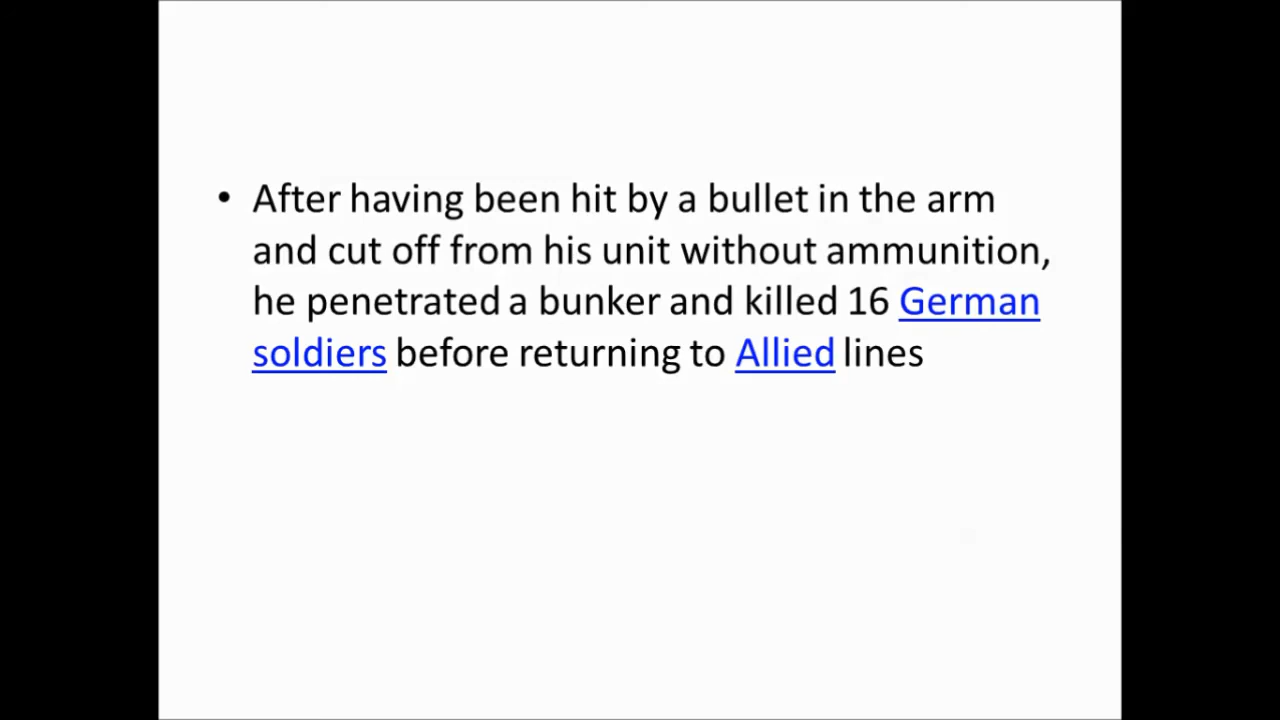 • After having been hit by a bullet in the arm
and cut off from his unit without ammunition,
he penetrated a bunker and killed 16 German
soldiers before returning to Allied lines